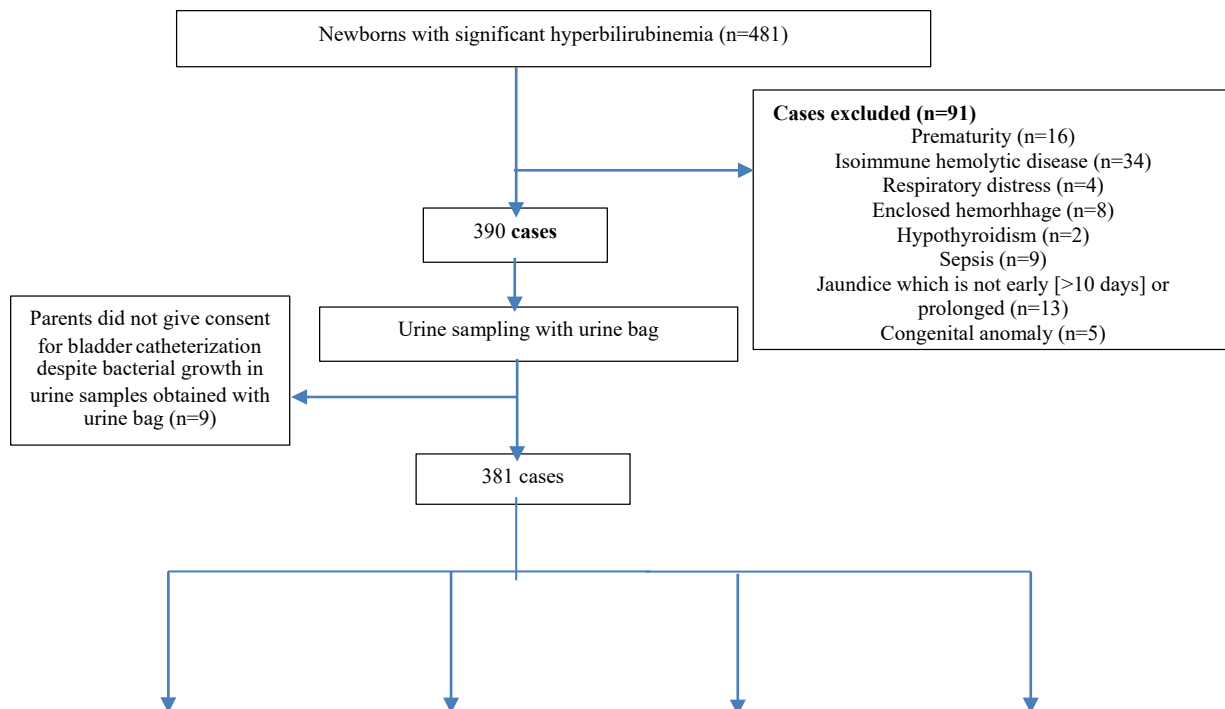 Newborns with significant hyperbilirubinemia (n=481)
Cases excluded (n=91)
Prematurity (n=16)
Isoimmune hemolytic disease (n=34)
Respiratory distress (n=4)
Enclosed hemorhhage (n=8)
Hypothyroidism (n=2)
Sepsis (n=9)
Jaundice which is not early [>10 days] or
prolonged (n=13)
Congenital anomaly (n=5)
390 cases
Urine sampling with urine bag
Parents did not give consent
for bladder catheterization
despite bacterial growth in
urine samples obtained with
urine bag (n=9)
381 cases